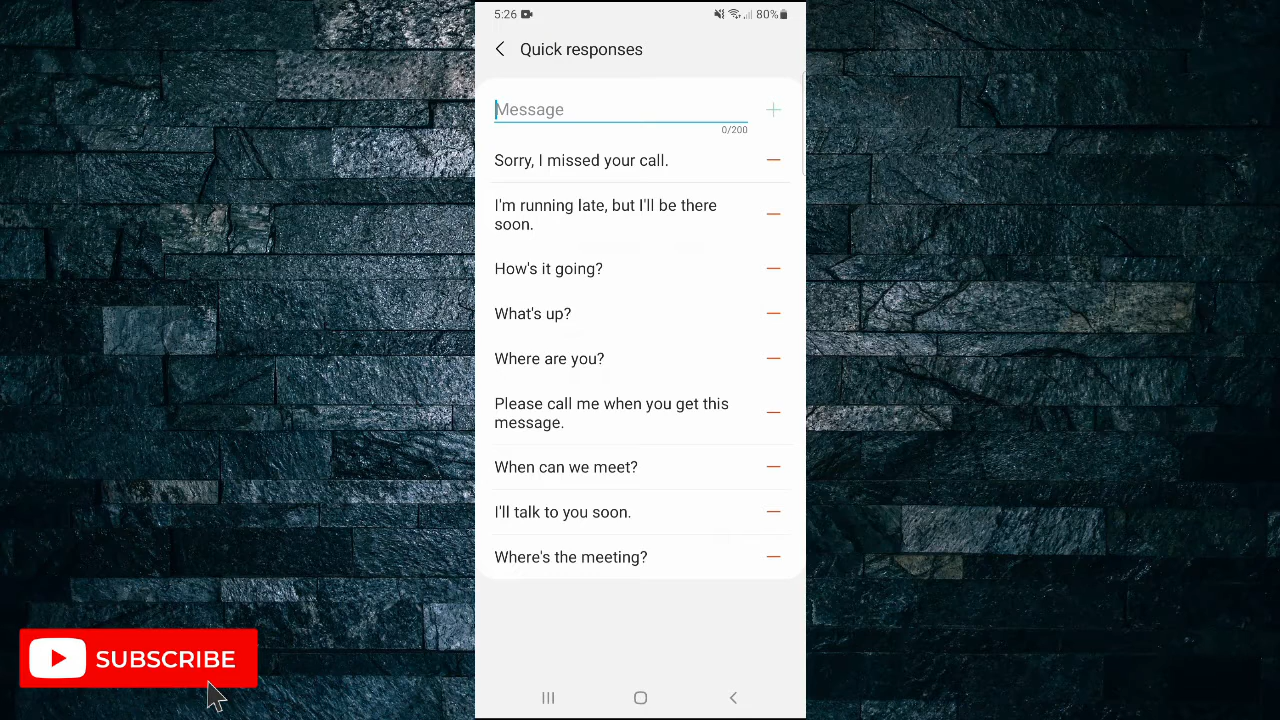 5:26
80%
Quick responses
Message
0/200
Sorry, I missed your call.
I'm running late, but I'll be there
soon.
How's it going?
What's up?
Where are you?
Please call me when you get this
message.
When can we meet?
I'll talk to you soon.
Where's the meeting?
SUBSCRIBE